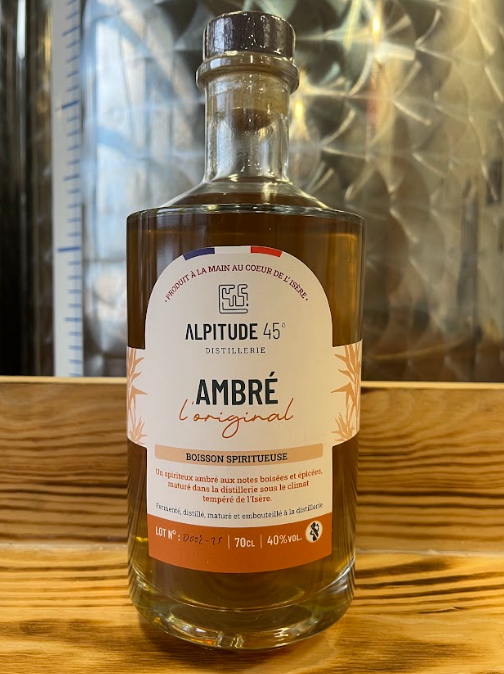 • PRODUIT À LA MAIN AU COEUR DE L'ISÈRE •
ALPITUDE 45°
DISTILLERIE
AMBRÉ
l'original
BOISSON SPIRITUEUSE
Un spiriteux ambré aux notes boisées et épicées,
maturé dans la distillerie sous le climat
tempéré de l'Isère.
Fermenté, distillé, maturé et embouteillé à la distillerie
LOT N° : | 70CL | 40%VOL.